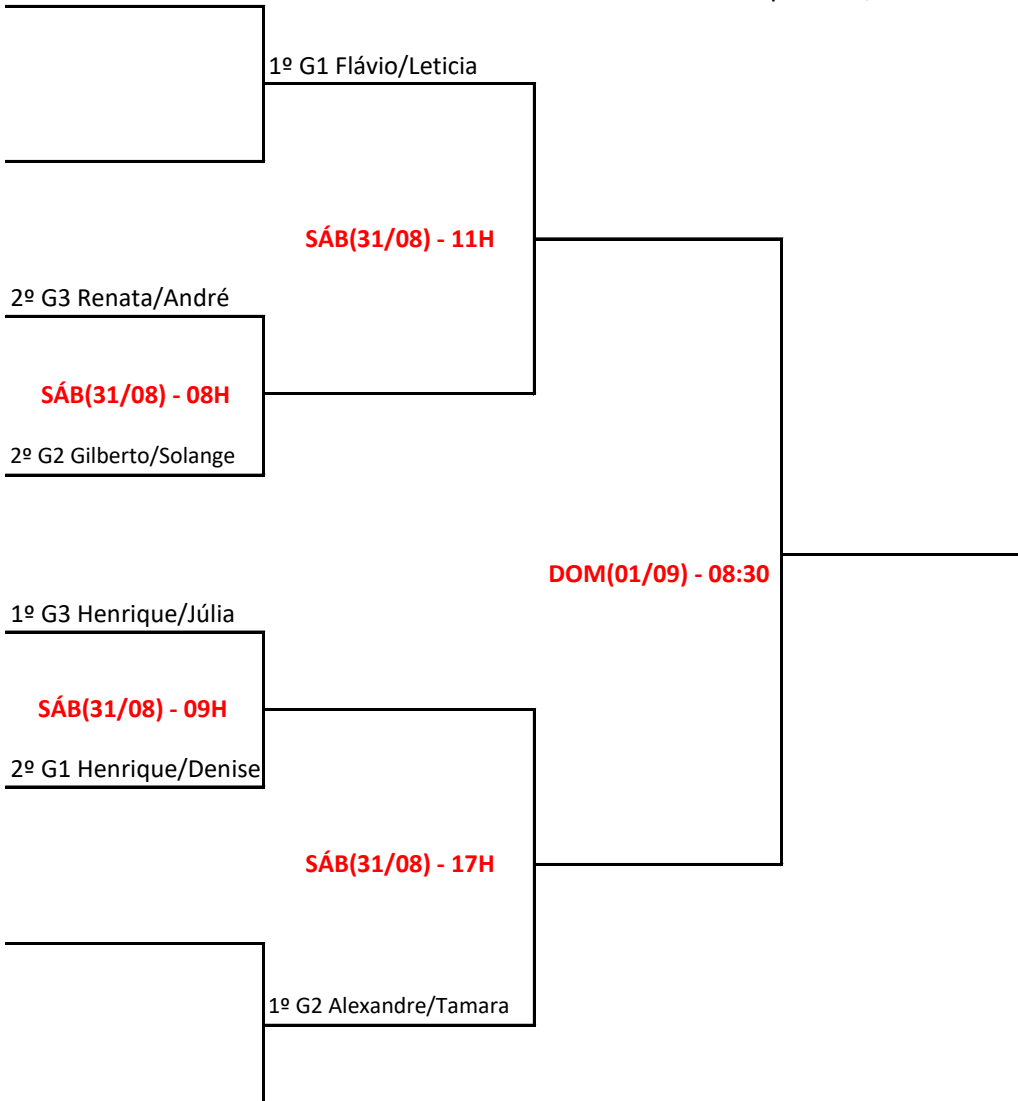 1º G1 Flávio/Leticia
SÁB(31/08) - 11H
2º G3 Renata/André
SÁB(31/08) - 08H
2º G2 Gilberto/Solange
DOM(01/09) - 08:30
1º G3 Henrique/Júlia
SÁB(31/08) - 09H
2º G1 Henrique/Denise
SÁB(31/08) - 17H
1º G2 Alexandre/Tamara